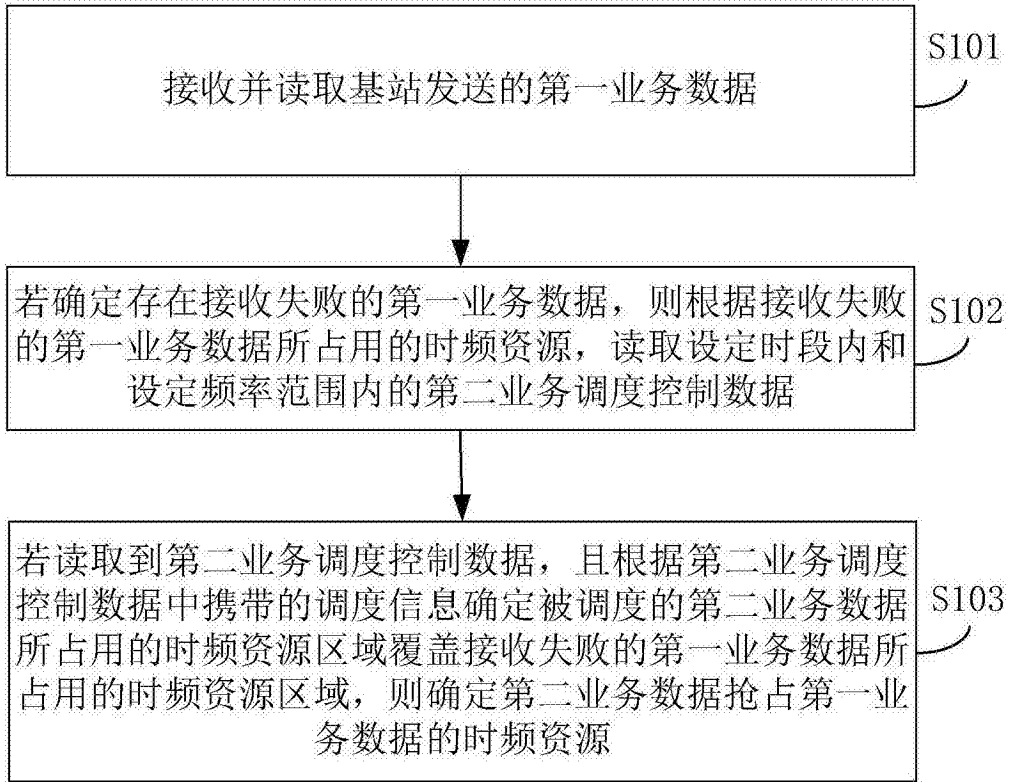 接收并读取基站发送的第一业务数据
S101
若确定存在接收失败的第一业务数据，则根据接收失败
的第一业务数据所占用的时频资源，读取设定时段内和
设定频率范围内的第二业务调度控制数据
S102
若读取到第二业务调度控制数据，且根据第二业务调度
控制数据中携带的调度信息确定被调度的第二业务数据
所占用的时频资源区域覆盖接收失败的第一业务数据所
占用的时频资源区域，则确定第二业务数据抢占第一业
务数据的时频资源
S103